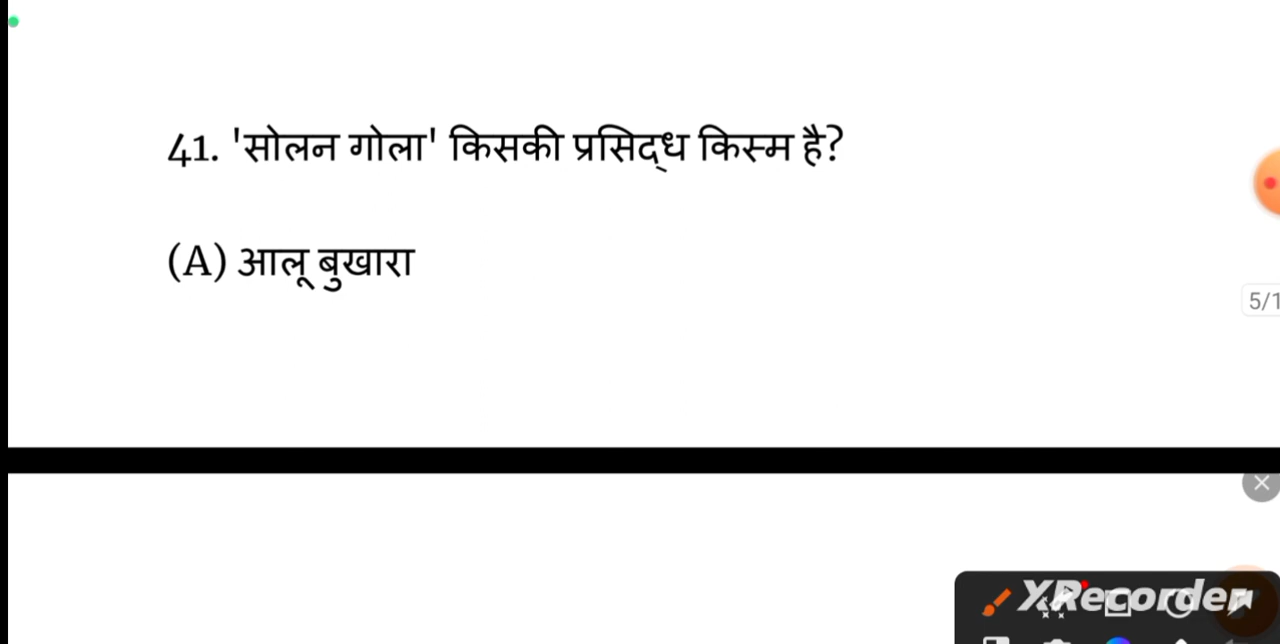 41. 'सोलन गोला' किसकी प्रसिद्ध किस्म है?
(A) आलू बुखारा
5/1
XRecorder